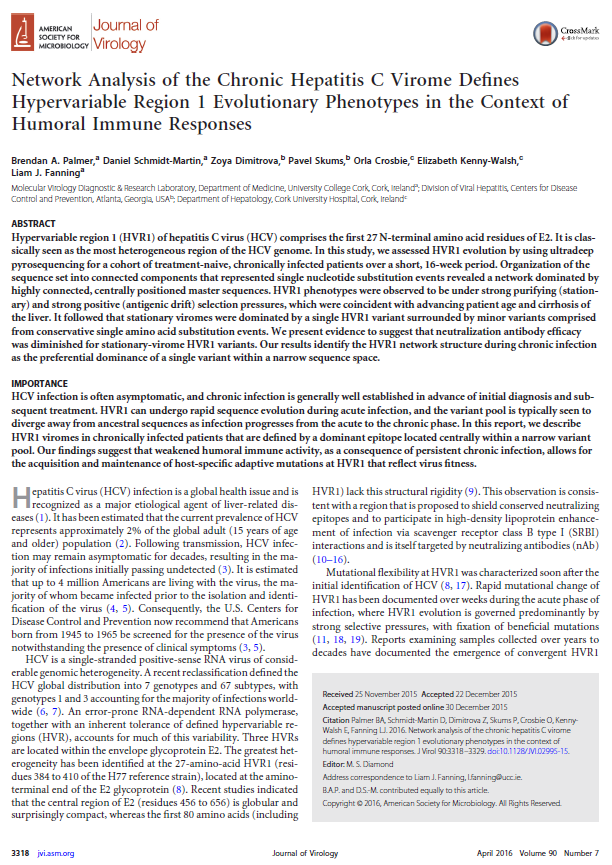 AMERICAN
SOCIETY FOR
MICROBIOLOGY
Journal of
Virology
CrossMark
Network Analysis of the Chronic Hepatitis C Virome Defines
Hypervariable Region 1 Evolutionary Phenotypes in the Context of
Humoral Immune Responses
Brendan A. Palmer,a Daniel Schmidt-Martin,a Zoya Dimitrova,b Pavel Skums,b Orla Crosbie,c Elizabeth Kenny-Walsh,c
Liam J. Fanninga
Molecular Virology Diagnostic & Research Laboratory, Department of Medicine, University College Cork, Cork, Irelanda; Division of Viral Hepatitis, Centers for Disease
Control and Prevention, Atlanta, Georgia, USAb; Department of Hepatology, Cork University Hospital, Cork, Irelandc
ABSTRACT
Hypervariable region 1 (HVR1) of hepatitis C virus (HCV) comprises the first 27 N-terminal amino acid residues of E2. It is clas-
sically seen as the most heterogeneous region of the HCV genome. In this study, we assessed HVR1 evolution by using ultradeep
pyrosequencing for a cohort of treatment-naive, chronically infected patients over a short, 16-week period. Organization of the
sequence set into connected components that represented single nucleotide substitution events revealed a network dominated by
highly connected, centrally positioned master sequences. HVR1 phenotypes were observed to be under strong purifying (station-
ary) and strong positive (antigenic drift) selection pressures, which were coincident with advancing patient age and cirrhosis of
the liver. It followed that stationary viromes were dominated by a single HVR1 variant surrounded by minor variants comprised
from conservative single amino acid substitution events. We present evidence to suggest that neutralization antibody efficacy
was diminished for stationary-virome HVR1 variants. Our results identify the HVR1 network structure during chronic infection
as the preferential dominance of a single variant within a narrow sequence space.
IMPORTANCE
HCV infection is often asymptomatic, and chronic infection is generally well established in advance of initial diagnosis and sub-
sequent treatment. HVR1 can undergo rapid sequence evolution during acute infection, and the variant pool is typically seen to
diverge away from ancestral sequences as infection progresses from the acute to the chronic phase. In this report, we describe
HVR1 viromes in chronically infected patients that are defined by a dominant epitope located centrally within a narrow variant
pool. Our findings suggest that weakened humoral immune activity, as a consequence of persistent chronic infection, allows for
the acquisition and maintenance of host-specific adaptive mutations at HVR1 that reflect virus fitness.
Hepatitis C virus (HCV) infection is a global health issue and is
recognized as a major etiological agent of liver-related dis-
eases (1). It has been estimated that the current prevalence of HCV
represents approximately 2% of the global adult (15 years of age
and older) population (2). Following transmission, HCV infec-
tion may remain asymptomatic for decades, resulting in the ma-
jority of infections initially passing undetected (3). It is estimated
that up to 4 million Americans are living with the virus, the ma-
jority of whom became infected prior to the isolation and identi-
fication of the virus (4, 5). Consequently, the U.S. Centers for
Disease Control and Prevention now recommend that Americans
born from 1945 to 1965 be screened for the presence of the virus
notwithstanding the presence of clinical symptoms (3, 5).
HCV is a single-stranded positive-sense RNA virus of consid-
erable genomic heterogeneity. A recent reclassification defined the
HCV global distribution into 7 genotypes and 67 subtypes, with
genotypes 1 and 3 accounting for the majority of infections world-
wide (6, 7). An error-prone RNA-dependent RNA polymerase,
together with an inherent tolerance of defined hypervariable re-
gions (HVR), accounts for much of this variability. Three HVRs
are located within the envelope glycoprotein E2. The greatest het-
erogeneity has been identified at the 27-amino-acid HVR1 (resi-
dues 384 to 410 of the H77 reference strain), located at the amino-
terminal end of the E2 glycoprotein (8). Recent studies indicated
that the central region of E2 (residues 456 to 656) is globular and
surprisingly compact, whereas the first 80 amino acids (including
HVR1) lack this structural rigidity (9). This observation is consis-
tent with a region that is proposed to shield conserved neutralizing
epitopes and to participate in high-density lipoprotein enhance-
ment of infection via scavenger receptor class B type I (SRBI)
interactions and is itself targeted by neutralizing antibodies (nAb)
(10–16).
Mutational flexibility at HVR1 was characterized soon after the
initial identification of HCV (8, 17). Rapid mutational change of
HVR1 has been documented over weeks during the acute phase of
infection, where HVR1 evolution is governed predominantly by
strong selective pressures, with fixation of beneficial mutations
(11, 18, 19). Reports examining samples collected over years to
decades have documented the emergence of convergent HVR1
Received 25 November 2015 Accepted 22 December 2015
Accepted manuscript posted online 30 December 2015
Citation Palmer BA, Schmidt-Martin D, Dimitrova Z, Skums P, Crosbie O, Kenny-
Walsh E, Fanning LJ. 2016. Network analysis of the chronic hepatitis C virome
defines hypervariable region 1 evolutionary phenotypes in the context of
humoral immune responses. J Virol 90:3318–3329. doi:10.1128/JVI.02995-15.
Editor: M. S. Diamond
Address correspondence to Liam J. Fanning, l.fanning@ucc.ie.
B.A.P. and D.S.-M. contributed equally to this article.
Copyright © 2016, American Society for Microbiology. All Rights Reserved.
3318 jvi.asm.org Journal of Virology April 2016 Volume 90 Number 7